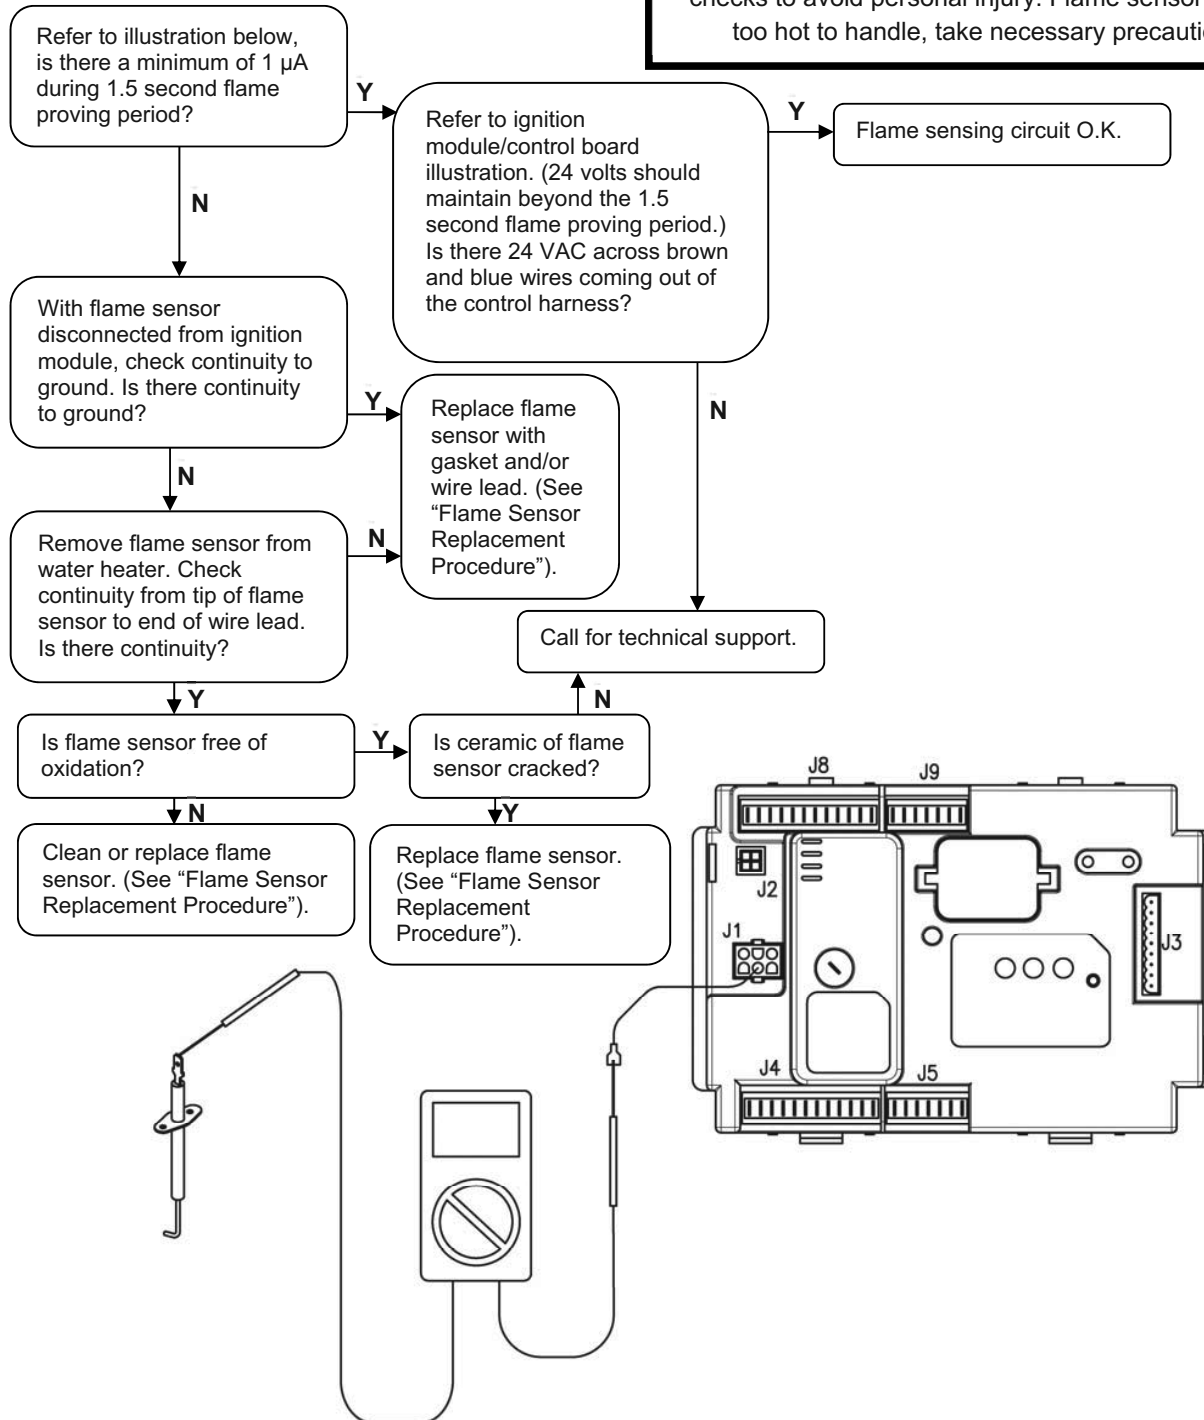 checks to avoid personal injury. Flame sensor
too hot to handle, take necessary precauti
Refer to illustration below,
is there a minimum of 1 µA
during 1.5 second flame
proving period?
Y
Refer to ignition
module/control board
illustration. (24 volts should
maintain beyond the 1.5
second flame proving period.)
Is there 24 VAC across brown
and blue wires coming out of
the control harness?
Y
Flame sensing circuit O.K.
N
With flame sensor
disconnected from ignition
module, check continuity to
ground. Is there continuity
to ground?
Y
Replace flame
sensor with
gasket and/or
wire lead. (See
“Flame Sensor
Replacement
Procedure”).
N
N
Remove flame sensor from
water heater. Check
continuity from tip of flame
sensor to end of wire lead.
Is there continuity?
N
Call for technical support.
Y
N
Is flame sensor free of
oxidation?
Y
Is ceramic of flame
sensor cracked?
N
Y
Clean or replace flame
sensor. (See “Flame Sensor
Replacement Procedure”).
Replace flame sensor.
(See “Flame Sensor
Replacement
Procedure”).
J8
J9
J2
J1
J3
J4
J5